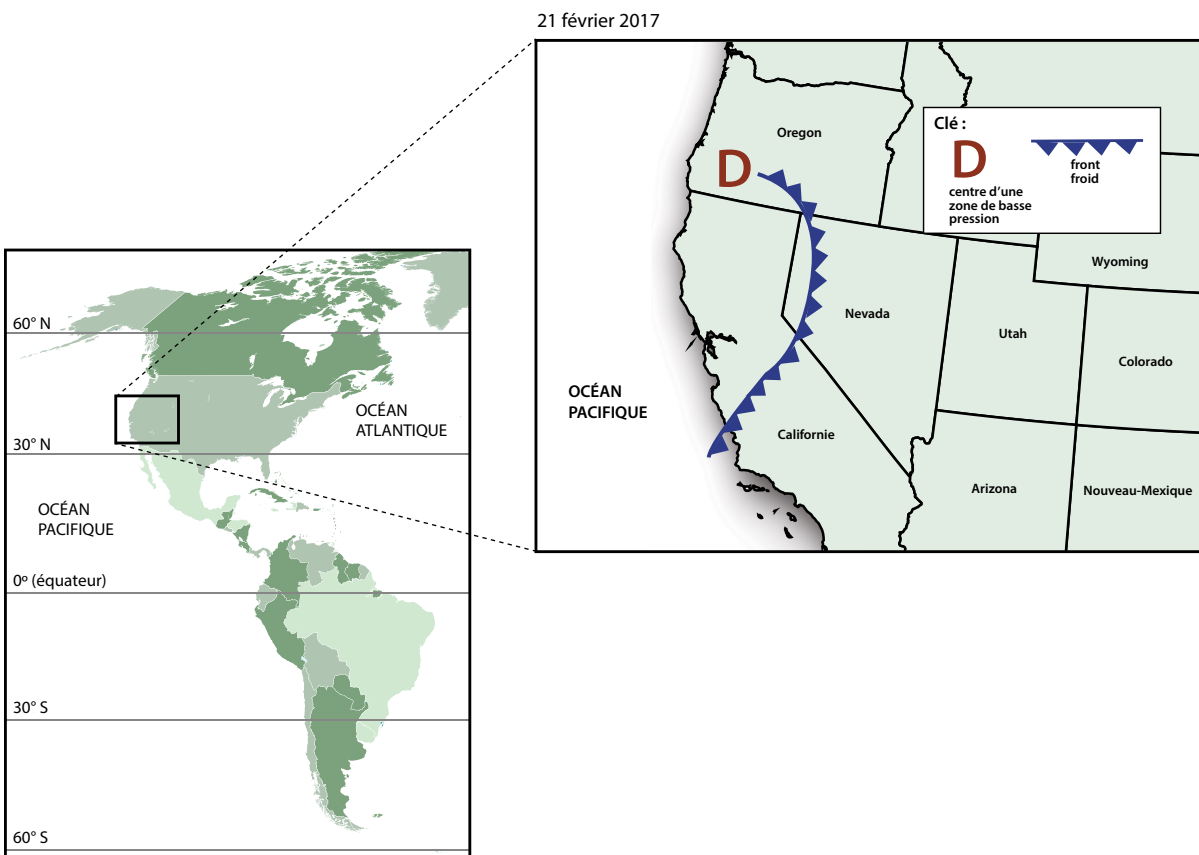 21 février 2017
Oregon
Clé :
D
centre d'une
zone de basse
pression
front
froid
D
Wyoming
Nevada
Utah
Colorado
OCÉAN
PACIFIQUE
Californie
Arizona
Nouveau-Mexique
60° N
OCÉAN
ATLANTIQUE
30° N
OCÉAN
PACIFIQUE
0º (équateur)
30° S
60° S